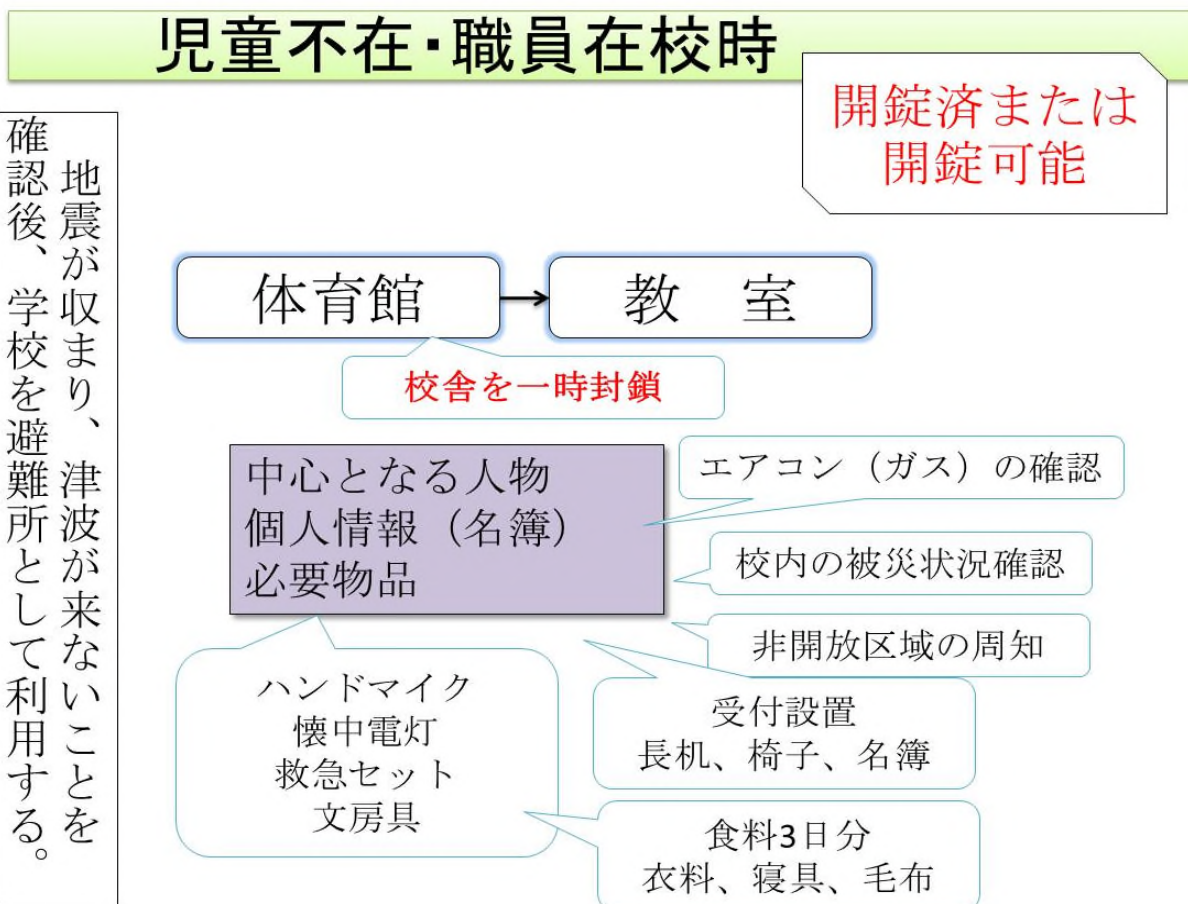 児童不在・職員在校時
開錠済または
開錠可能
地震が収まり、津波が来ないことを
確認後、学校を避難所として利用する。
体育館
教　室
校舎を一時封鎖
中心となる人物
個人情報（名簿）
必要物品
エアコン（ガス）の確認
校内の被災状況確認
非開放区域の周知
受付設置
長机、椅子、名簿
ハンドマイク
懐中電灯
救急セット
文房具
食料3日分
衣料、寝具、毛布